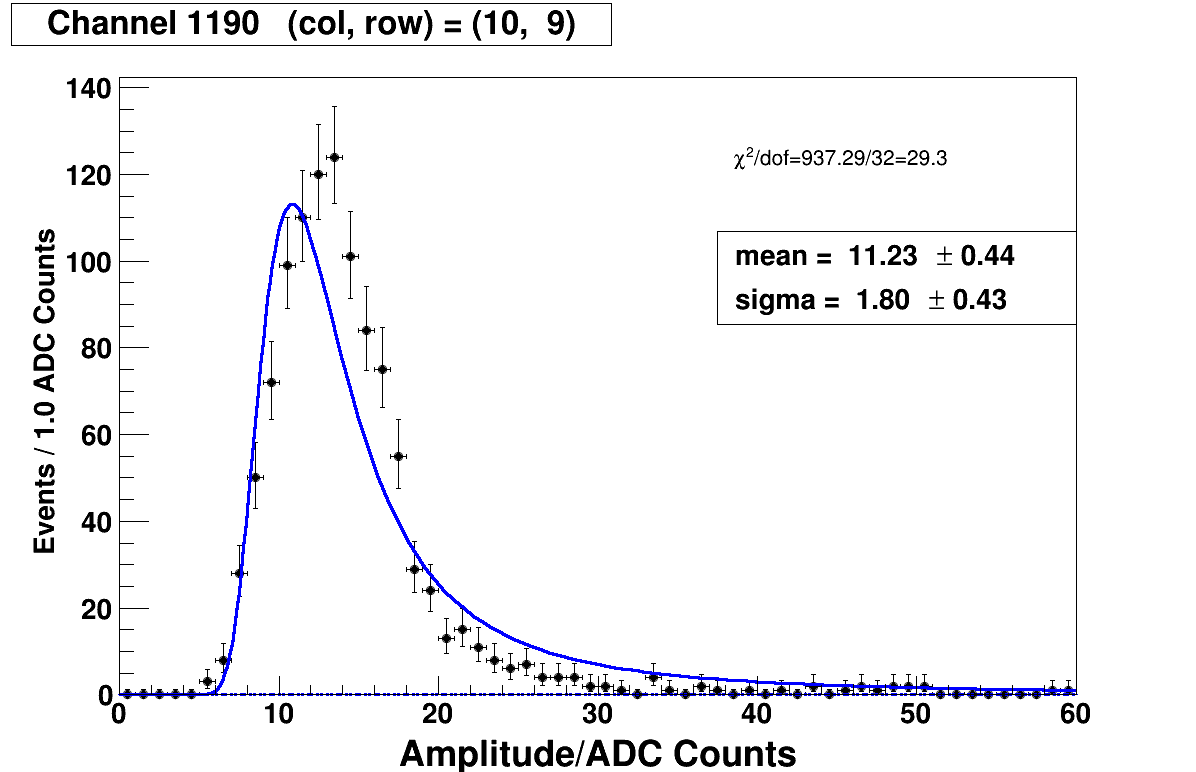 Channel 1190 (col, row) = (10, 9)
140
120
100
80
60
40
20
0
Events / 1.0 ADC Counts
χ²/dof=937.29/32=29.3
mean = 11.23 ± 0.44
sigma = 1.80 ± 0.43
0 10 20 30 40 50 60
Amplitude/ADC Counts